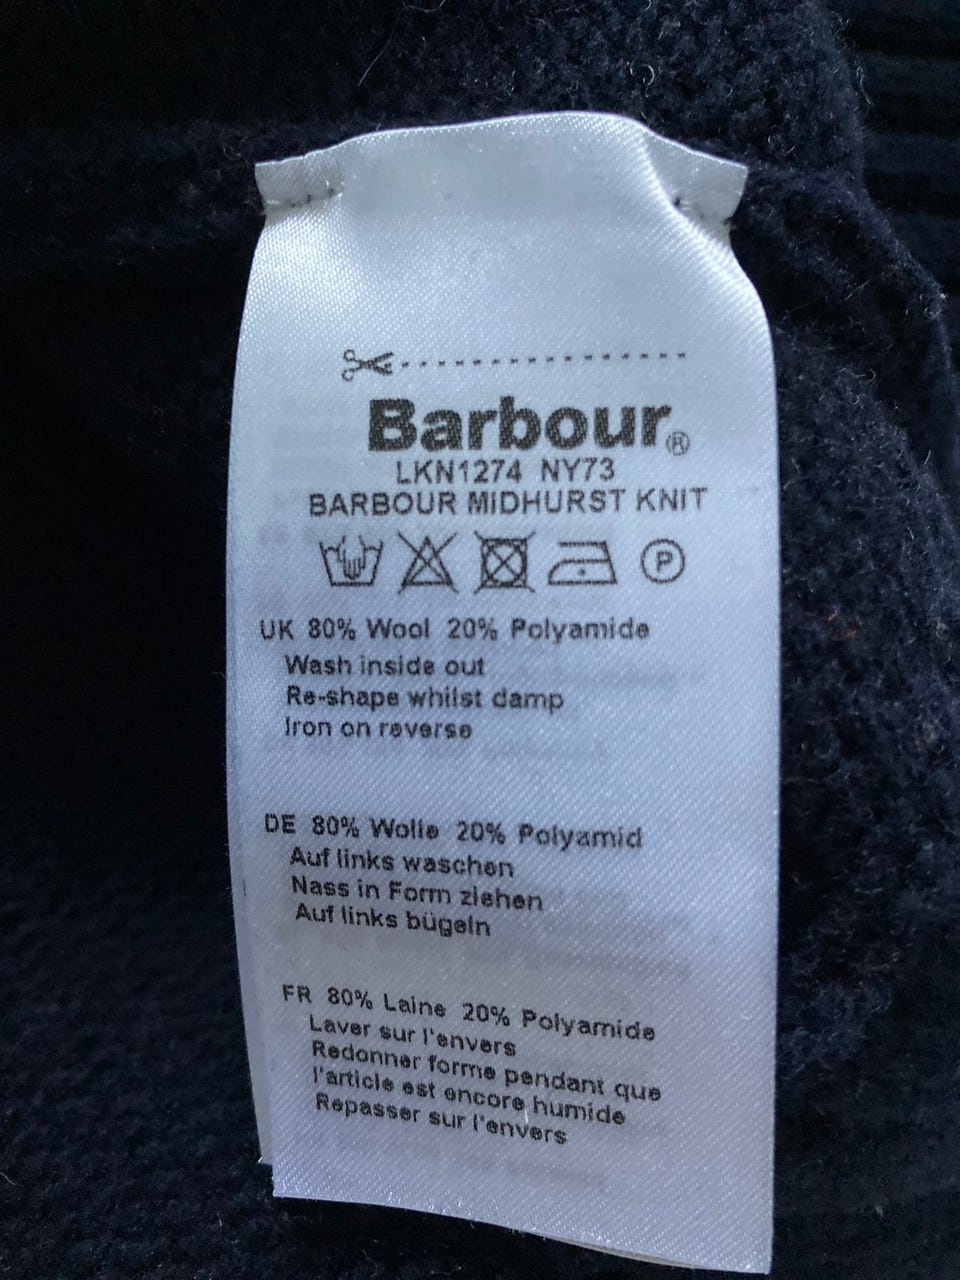 Barbour®
LKN1274 NY73
BARBOUR MIDHURST KNIT
P
UK 80% Wool 20% Polyamide
Wash inside out
Re-shape whilst damp
Iron on reverse
DE 80% Wolle 20% Polyamid
Auf links waschen
Nass in Form ziehen
Auf links bügeln
FR 80% Laine 20% Polyamide
Laver sur l'envers
Redonner forme pendant que
l'article est encore humide
Repasser sur l'envers